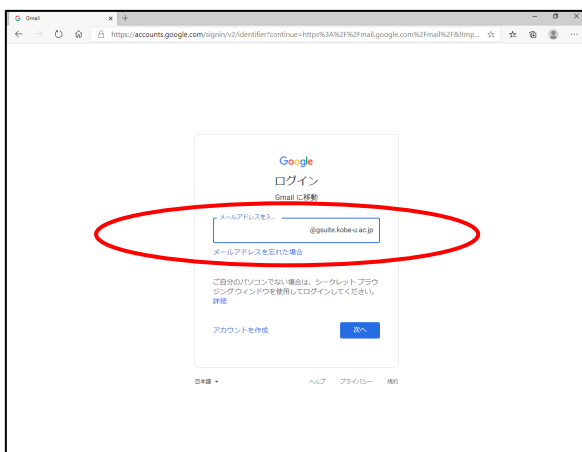 Gmail
https://accounts.google.com/signin/v2/identifier?continue=https%3A%2F%2Fmail.google.com%2Fmail%2F&ltmp...
Google
ログイン
Gmail に移動
メールアドレスを入...
@gsuite.kobe-u.ac.jp
メールアドレスを忘れた場合
ご自分のパソコンでない場合は、シークレット ブラウ
ジング ウィンドウを使用してログインしてください。
詳細
アカウントを作成
次へ
日本語
ヘルプ プライバシー 規約